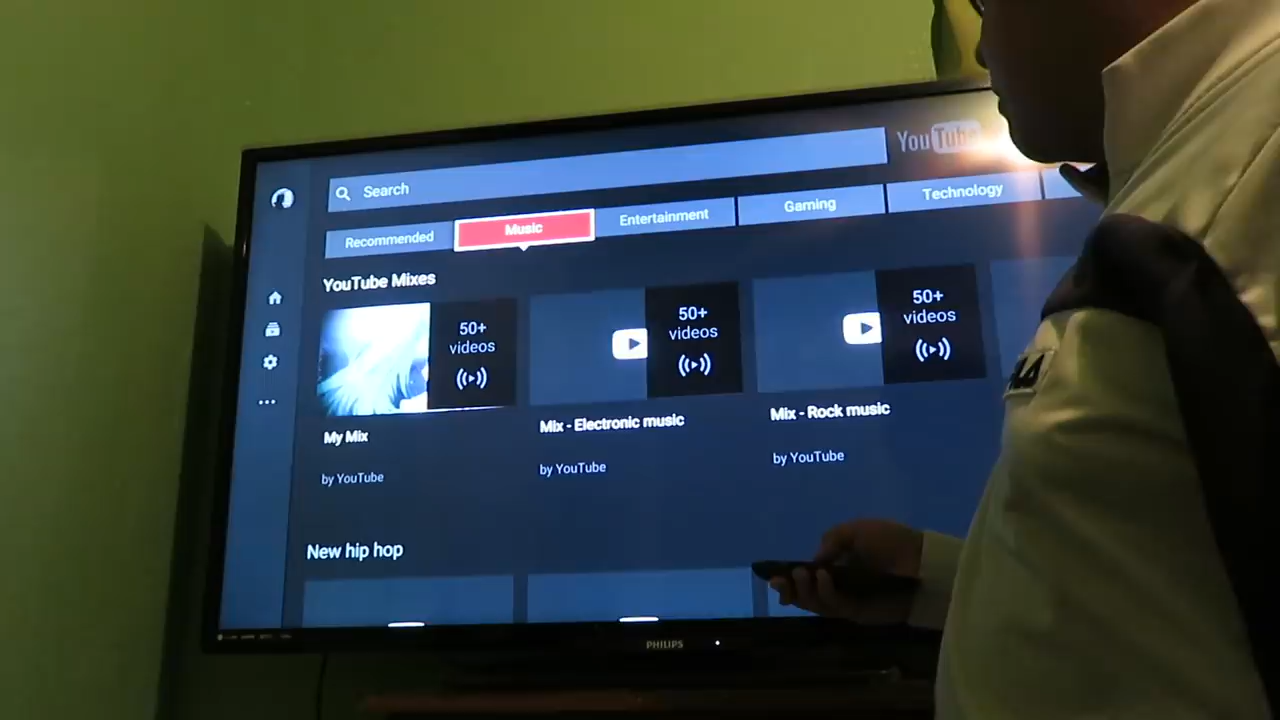 YouTube
Search
Recommended
Music
Entertainment
Gaming
Technology
YouTube Mixes
50+
videos
50+
videos
50+
videos
My Mix
Mix - Electronic music
Mix - Rock music
by YouTube
by YouTube
by YouTube
New hip hop
PHILIPS